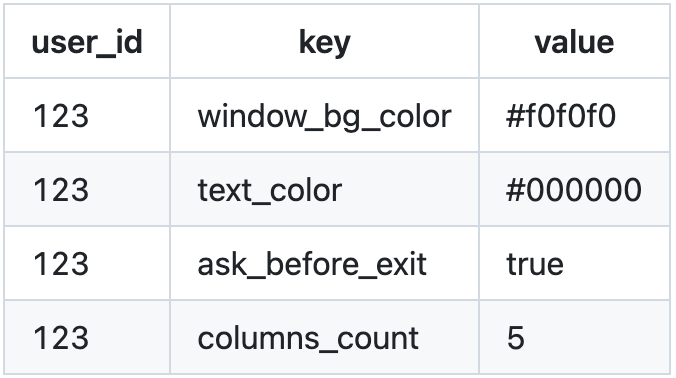 user_id key value
123 window_bg_color #f0f0f0
123 text_color #000000
123 ask_before_exit true
123 columns_count 5